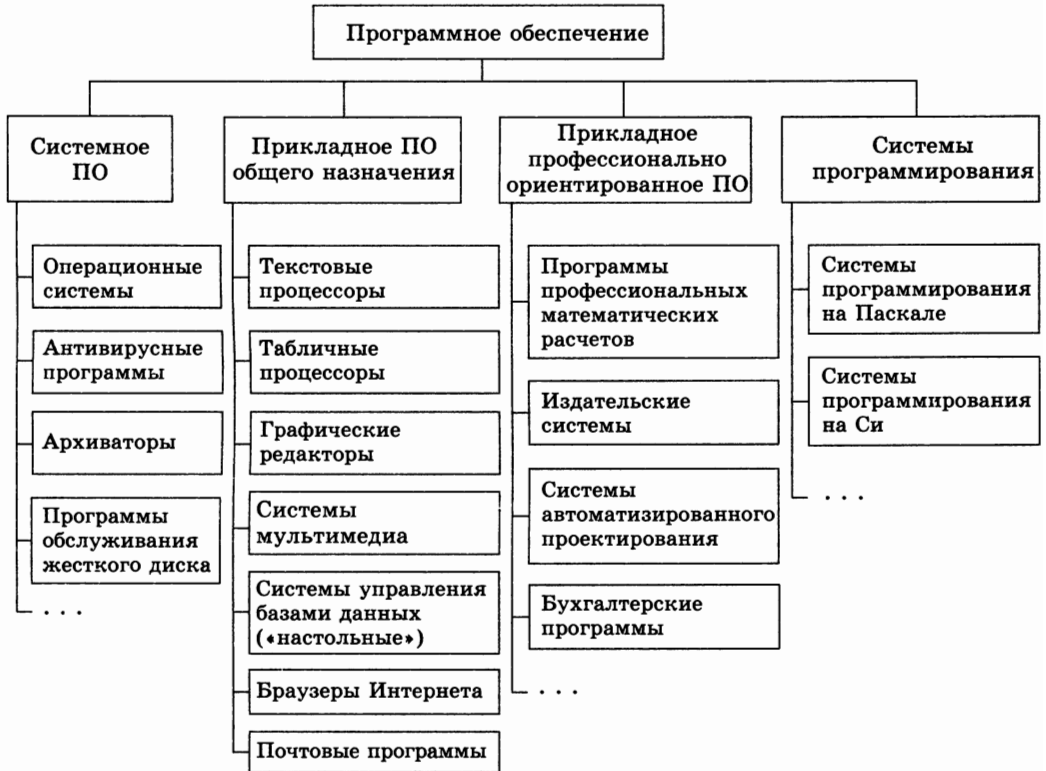 Программное обеспечение
Системное
ПО
Прикладное ПО
общего назначения
Прикладное
профессионально
ориентированное ПО
Системы
программирования
Операционные
системы
Антивирусные
программы
Архиваторы
Программы
обслуживания
жесткого диска
. . .
Текстовые
процессоры
Табличные
процессоры
Графические
редакторы
Системы
мультимедиа
Системы управления
базами данных
(«настольные»)
Браузеры Интернета
Почтовые программы
Программы
профессиональных
математических
расчетов
Издательские
системы
Системы
автоматизированного
проектирования
Бухгалтерские
программы
. . .
Системы
программирования
на Паскале
Системы
программирования
на Си
. . .